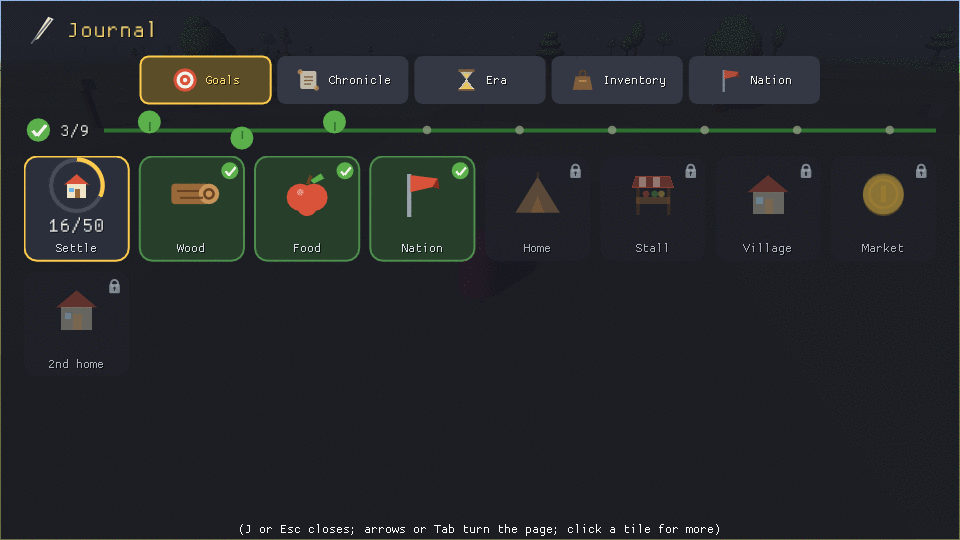 Journal
Goals
Chronicle
Era
Inventory
Nation
3/9
16/50
Settle
Wood
Food
Nation
Home
Stall
Village
Market
2nd home
(J or Esc closes; arrows or Tab turn the page; click a tile for more)